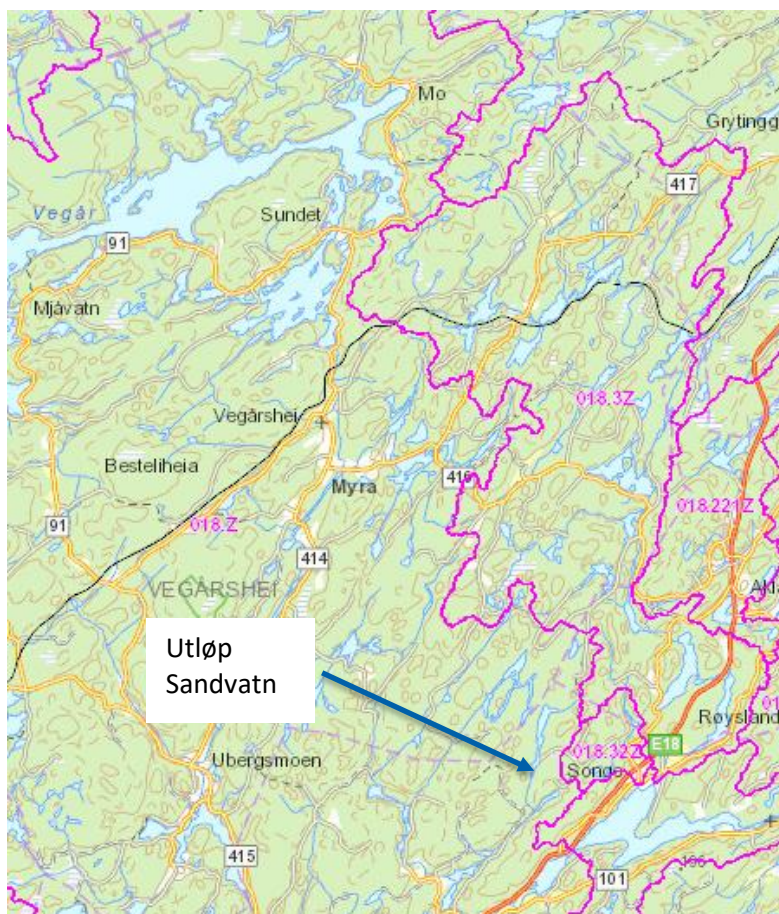 Mo
Grytingg
417
Vegår
Sundet
91
Mjåvatn
018.3Z
Vegårshei
Besteliheia
Myra
416
018.221Z
91
018.Z
414
VEGÅRSHEI
Utløp
Sandvatn
Røysland
E18
018.32Z
Songe
Ubergsmoen
415
101